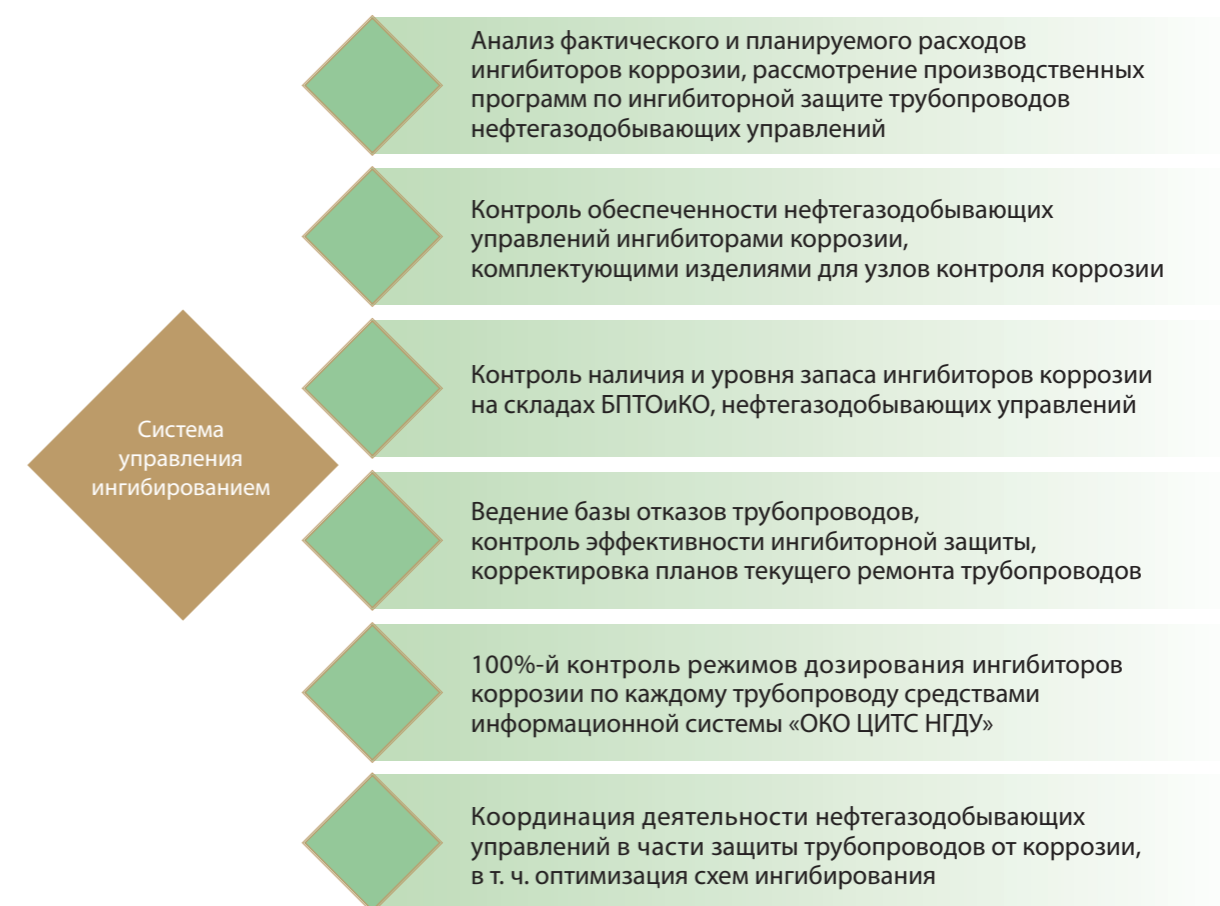 Система
управления
ингибированием
Анализ фактического и планируемого расходов
ингибиторов коррозии, рассмотрение производственных
программ по ингибиторной защите трубопроводов
нефтегазодобывающих управлений
Контроль обеспеченности нефтегазодобывающих
управлений ингибиторами коррозии,
комплектующими изделиями для узлов контроля коррозии
Контроль наличия и уровня запаса ингибиторов коррозии
на складах БПТОиКО, нефтегазодобывающих управлений
Ведение базы отказов трубопроводов,
контроль эффективности ингибиторной защиты,
корректировка планов текущего ремонта трубопроводов
100%-й контроль режимов дозирования ингибиторов
коррозии по каждому трубопроводу средствами
информационной системы «ОКО ЦИТС НГДУ»
Координация деятельности нефтегазодобывающих
управлений в части защиты трубопроводов от коррозии,
в т. ч. оптимизация схем ингибирования